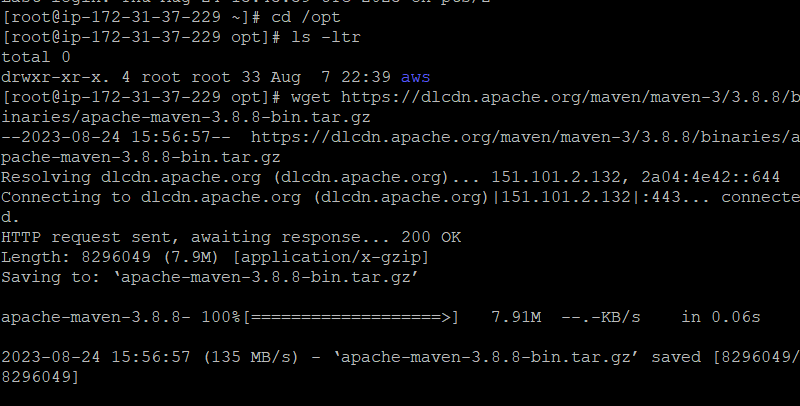 [root@ip-172-31-37-229 ~]# cd /opt
[root@ip-172-31-37-229 opt]# ls -ltr
total 0
drwxr-xr-x. 4 root root 33 Aug  7 22:39 aws
[root@ip-172-31-37-229 opt]# wget https://dlcdn.apache.org/maven/maven-3/3.8.8/b
inaries/apache-maven-3.8.8-bin.tar.gz
--2023-08-24 15:56:57--  https://dlcdn.apache.org/maven/maven-3/3.8.8/binaries/a
pache-maven-3.8.8-bin.tar.gz
Resolving dlcdn.apache.org (dlcdn.apache.org)... 151.101.2.132, 2a04:4e42::644
Connecting to dlcdn.apache.org (dlcdn.apache.org)|151.101.2.132|:443... connecte
d.
HTTP request sent, awaiting response... 200 OK
Length: 8296049 (7.9M) [application/x-gzip]
Saving to: ‘apache-maven-3.8.8-bin.tar.gz’
apache-maven-3.8.8- 100%[===================>]   7.91M  --.-KB/s    in 0.06s
2023-08-24 15:56:57 (135 MB/s) - ‘apache-maven-3.8.8-bin.tar.gz’ saved [8296049/
8296049]